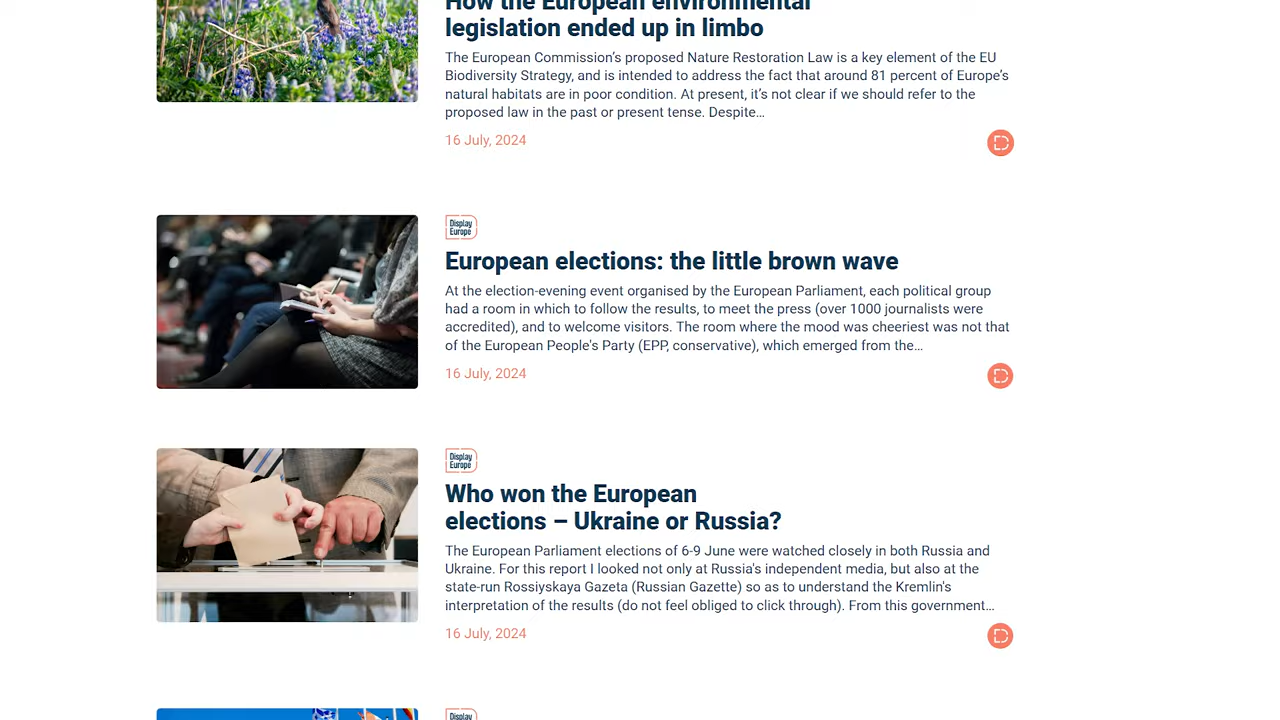 How the European environmental
legislation ended up in limbo
The European Commission’s proposed Nature Restoration Law is a key element of the EU
Biodiversity Strategy, and is intended to address the fact that around 81 percent of Europe’s
natural habitats are in poor condition. At present, it’s not clear if we should refer to the
proposed law in the past or present tense. Despite…
16 July, 2024
Display
Europe
European elections: the little brown wave
At the election-evening event organised by the European Parliament, each political group
had a room in which to follow the results, to meet the press (over 1000 journalists were
accredited), and to welcome visitors. The room where the mood was cheeriest was not that
of the European People's Party (EPP, conservative), which emerged from the…
16 July, 2024
Display
Europe
Who won the European
elections – Ukraine or Russia?
The European Parliament elections of 6-9 June were watched closely in both Russia and
Ukraine. For this report I looked not only at Russia's independent media, but also at the
state-run Rossiyskaya Gazeta (Russian Gazette) so as to understand the Kremlin's
interpretation of the results (do not feel obliged to click through). From this government…
16 July, 2024
Display